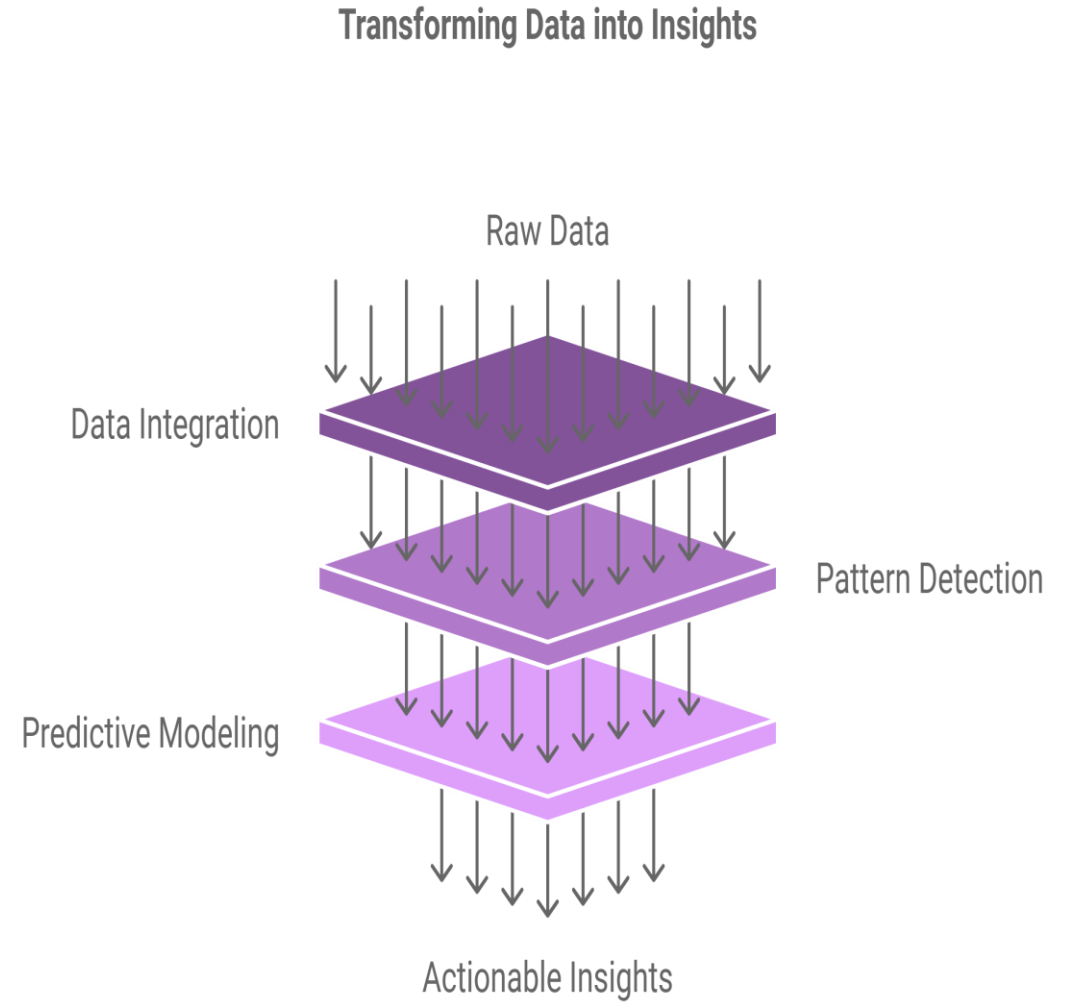 Transforming Data into Insights
Raw Data
Data Integration
Pattern Detection
Predictive Modeling
Actionable Insights